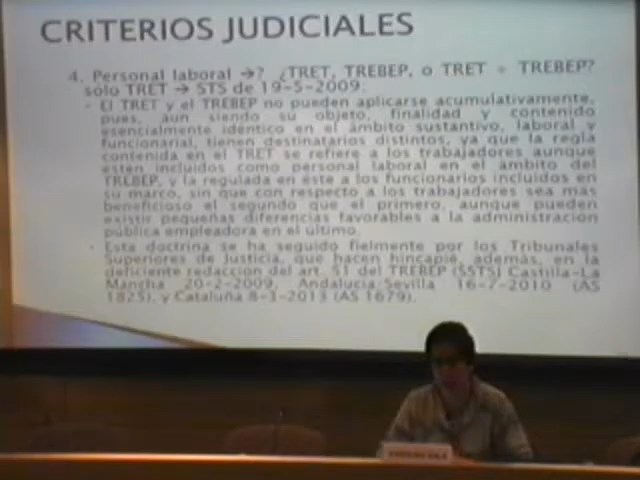 CRITERIOS JUDICIALES
4. Personal laboral →? ¿TRET, TREBEP, o TRET + TREBEP?
sólo TRET → STS de 19-5-2009:
El TRET y el TREBEP no pueden aplicarse acumulativamente,
pues, aun siendo su objeto, finalidad y contenido
esencialmente idéntico en el ámbito sustantivo, laboral y
funcionarial, tienen destinatarios distintos, ya que la regla
contenida en el TRET se refiere a los trabajadores aunque
estén incluidos como personal laboral en el ámbito del
TREBEP, y la regulada en éste a los funcionarios incluidos en
su marco, sin que con respecto a los trabajadores sea más
beneficioso el segundo que el primero, aunque pueden
existir pequeñas diferencias favorables a la administración
pública empleadora en el último.
Esta doctrina se ha seguido fielmente por los Tribunales
Superiores de Justicia, que hacen hincapié, además, en la
deficiente redacción del art. 51 del TREBEP (SSTSJ Castilla-La
Mancha 20-2-2009, Andalucía/Sevilla 16-7-2010 (AS
1825), y Cataluña 8-3-2013 (AS 1679).